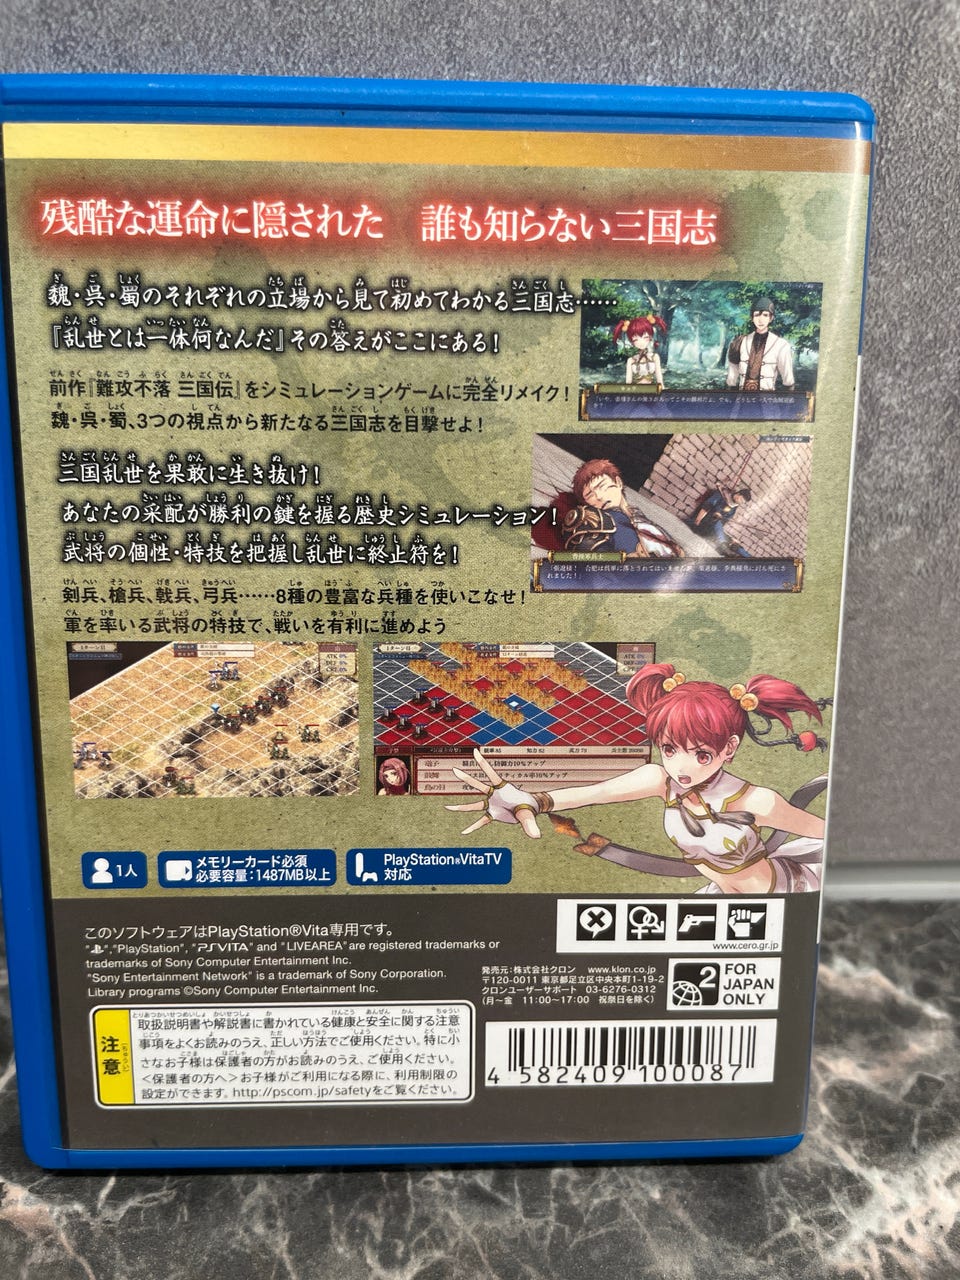 残酷な運命に隠された 誰も知らない三国志
魏・呉・蜀のそれぞれの立場から見て初めてわかる三国志……
『乱世とは一体何なんだ』その答えがここにある！
前作『難攻不落 三国伝』をシミュレーションゲームに完全リメイク！
魏・呉・蜀、3つの視点から新たなる三国志を目撃せよ！
三国乱世を果敢に生き抜け！
あなたの采配が勝利の鍵を握る歴史シミュレーション！
武将の個性・特技を把握し乱世に終止符を！
剣兵、槍兵、戟兵、弓兵……8種の豊富な兵種を使いこなせ！
軍を率いる武将の特技で、戦いを有利に進めよう
曹操軍兵士
1ターン目
1ターン目
1人
メモリーカード必須
必要容量：1487MB以上
PlayStation®VitaTV
対応
このソフトウェアはPlayStation®Vita専用です。
"PlayStation", "PSVITA" and "LIVEAREA" are registered trademarks or
trademarks of Sony Computer Entertainment Inc.
"Sony Entertainment Network" is a trademark of Sony Corporation.
Library programs ©Sony Computer Entertainment Inc.
www.cero.gr.jp
発売元：株式会社クロン www.klon.co.jp
〒120-0011 東京都足立区中央本町1-19-2
クロンユーザーサポート 03-6276-0312
（月～金 11:00～17:00 祝祭日を除く）
2
FOR
JAPAN
ONLY
注意
取扱説明書や解説書に書かれている健康と安全に関する注意
事項をよくお読みのうえ、正しい方法でご使用ください。特に小
さなお子様は保護者の方がお読みのうえ、ご使用ください。
＜保護者の方へ＞お子様がご利用になる際に、利用制限の
設定ができます。http://pscom.jp/safetyをご覧ください。
4 582409 100087